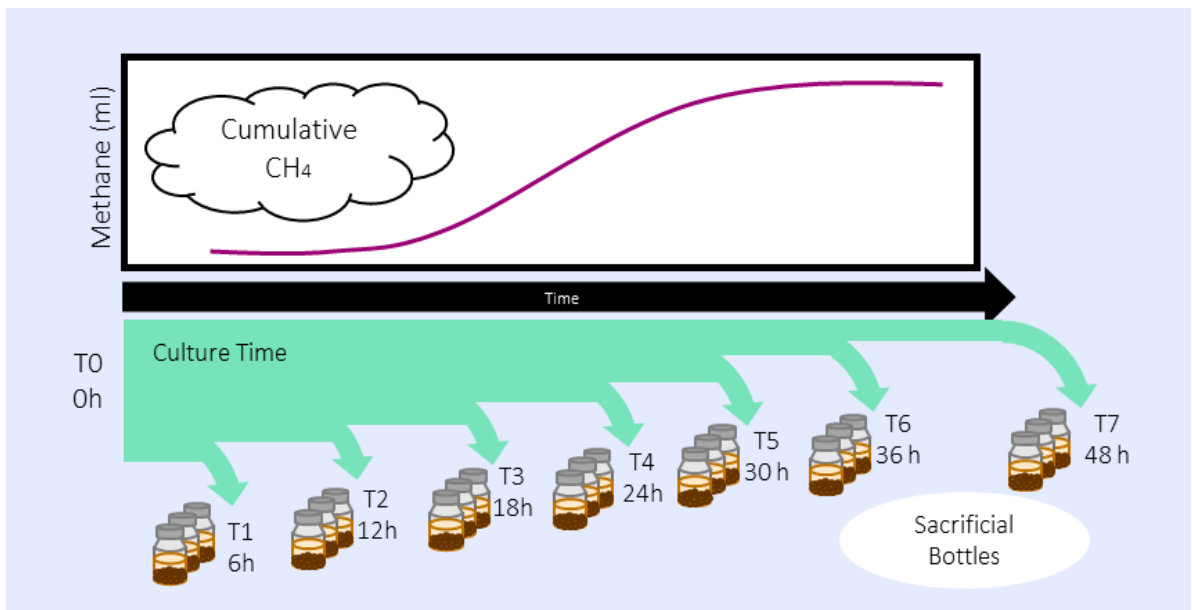 Methane (ml)
Cumulative
CH4
Time
T0
0h
Culture Time
T1
6h
T2
12h
T3
18h
T4
24h
T5
30 h
T6
36 h
T7
48 h
Sacrificial
Bottles